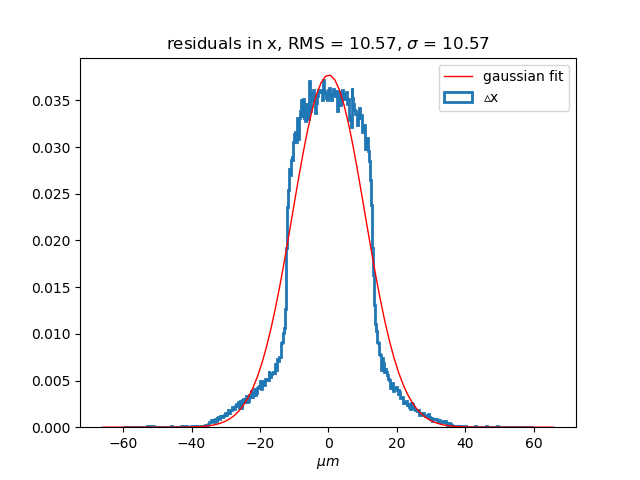 residuals in x, RMS = 10.57, σ = 10.57
gaussian fit
△x
0.035
0.030
0.025
0.020
0.015
0.010
0.005
0.000
−60 −40 −20 0 20 40 60
μm